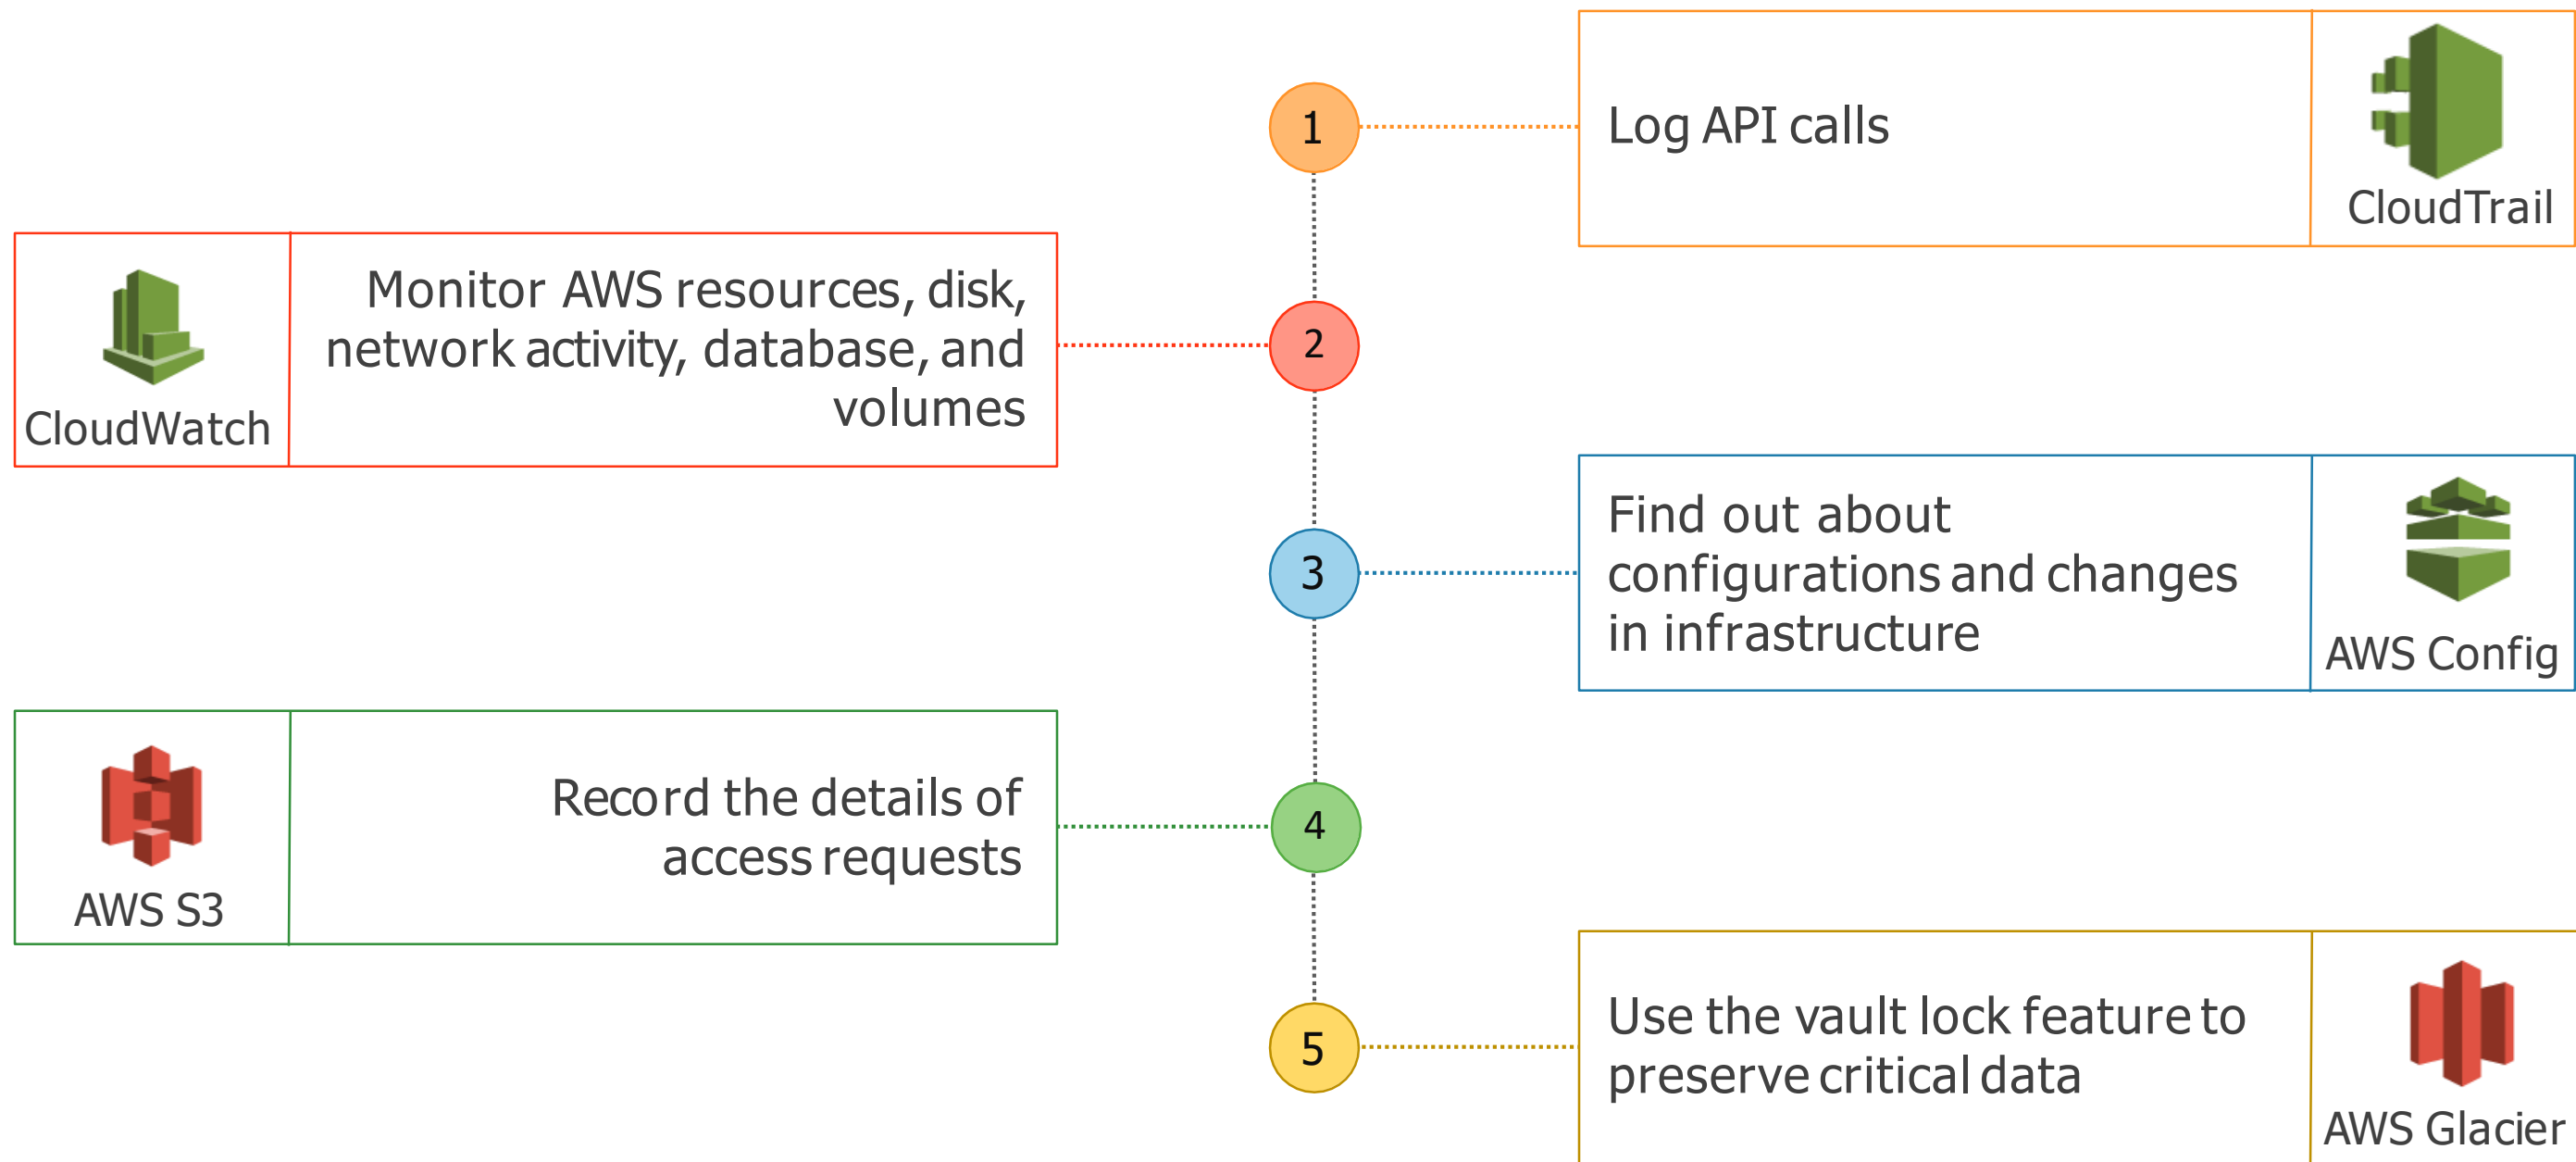 1
Log API calls
CloudTrail
CloudWatch
Monitor AWS resources, disk,
network activity, database, and
volumes
2
3
Find out about
configurations and changes
in infrastructure
AWS Config
AWS S3
Record the details of
access requests
4
5
Use the vault lock feature to
preserve critical data
AWS Glacier